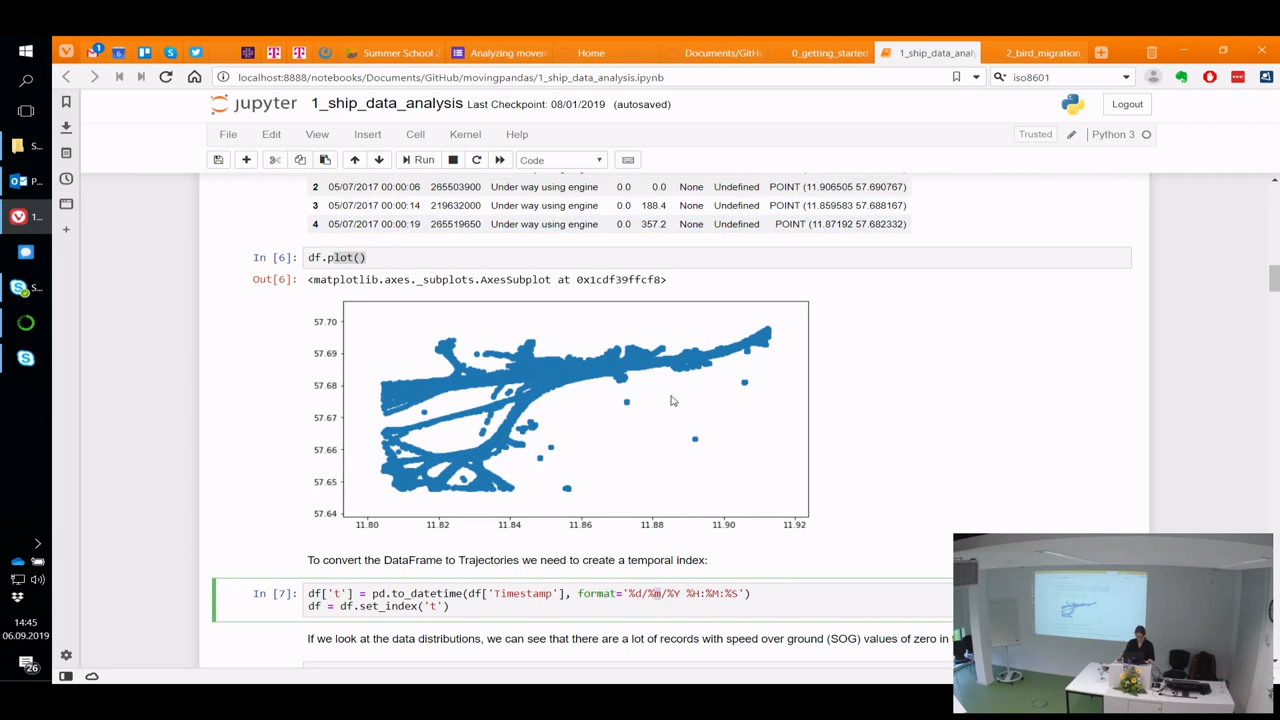 1
6
Summer School 2
Analyzing mover
Home
Documents/GitH
0_getting_started
1_ship_data_analy
2_bird_migration
localhost:8888/notebooks/Documents/GitHub/movingpandas/1_ship_data_analysis.ipynb
iso8601
jupyter 1_ship_data_analysis Last Checkpoint: 08/01/2019 (autosaved)
Logout
File Edit View Insert Cell Kernel Help
Trusted
Python 3
Run
Code
2 05/07/2017 00:00:06 265503900 Under way using engine 0.0 0.0 None Undefined POINT (11.906505 57.690767)
3 05/07/2017 00:00:14 219632000 Under way using engine 0.0 188.4 None Undefined POINT (11.859583 57.688167)
4 05/07/2017 00:00:19 265519650 Under way using engine 0.0 357.2 None Undefined POINT (11.87192 57.682332)
In [6]: df.plot()
Out[6]: <matplotlib.axes._subplots.AxesSubplot at 0x1cdf39ffcf8>
57.70
57.69
57.68
57.67
57.66
57.65
57.64
11.80 11.82 11.84 11.86 11.88 11.90 11.92
To convert the DataFrame to Trajectories we need to create a temporal index:
In [7]: df['t'] = pd.to_datetime(df['Timestamp'], format='%d/%m/%Y %H:%M:%S')
df = df.set_index('t')
If we look at the data distributions, we can see that there are a lot of records with speed over ground (SOG) values of zero in
S...
P...
1...
S...
14:45
06.09.2019
26